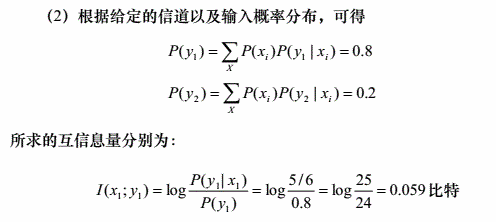 (2) 根据给定的信道以及输入概率分布，可得
P(y₁) = ∑_X P(xᵢ)P(y₁ | xᵢ) = 0.8
P(y₂) = ∑_X P(xᵢ)P(y₂ | xᵢ) = 0.2
所求的互信息量分别为：
I(x₁; y₁) = log P(y₁| x₁)/P(y₁) = log 5/6/0.8 = log 25/24 = 0.059 比特